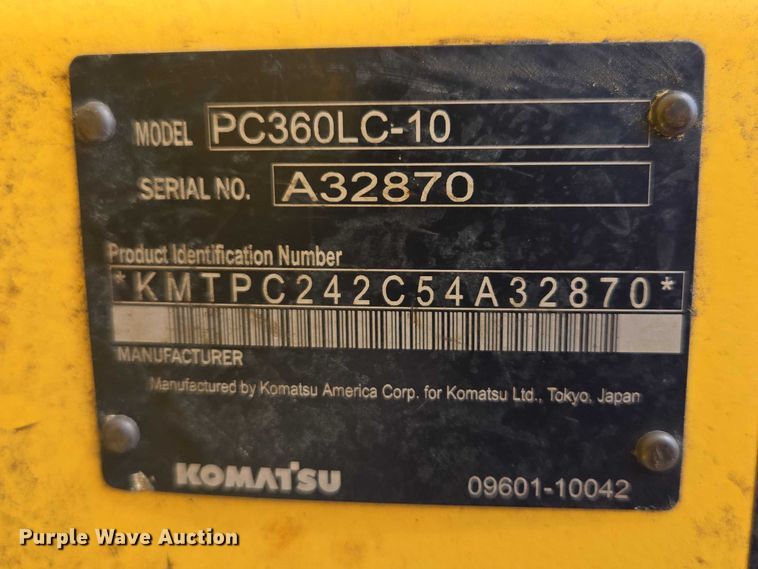 MODEL PC360LC-10
SERIAL NO. A32870
Product Identification Number
*KMTPC242C54A32870*
MANUFACTURER
Manufactured by Komatsu America Corp. for Komatsu Ltd., Tokyo, Japan
KOMATSU 09601-10042
Purple Wave Auction